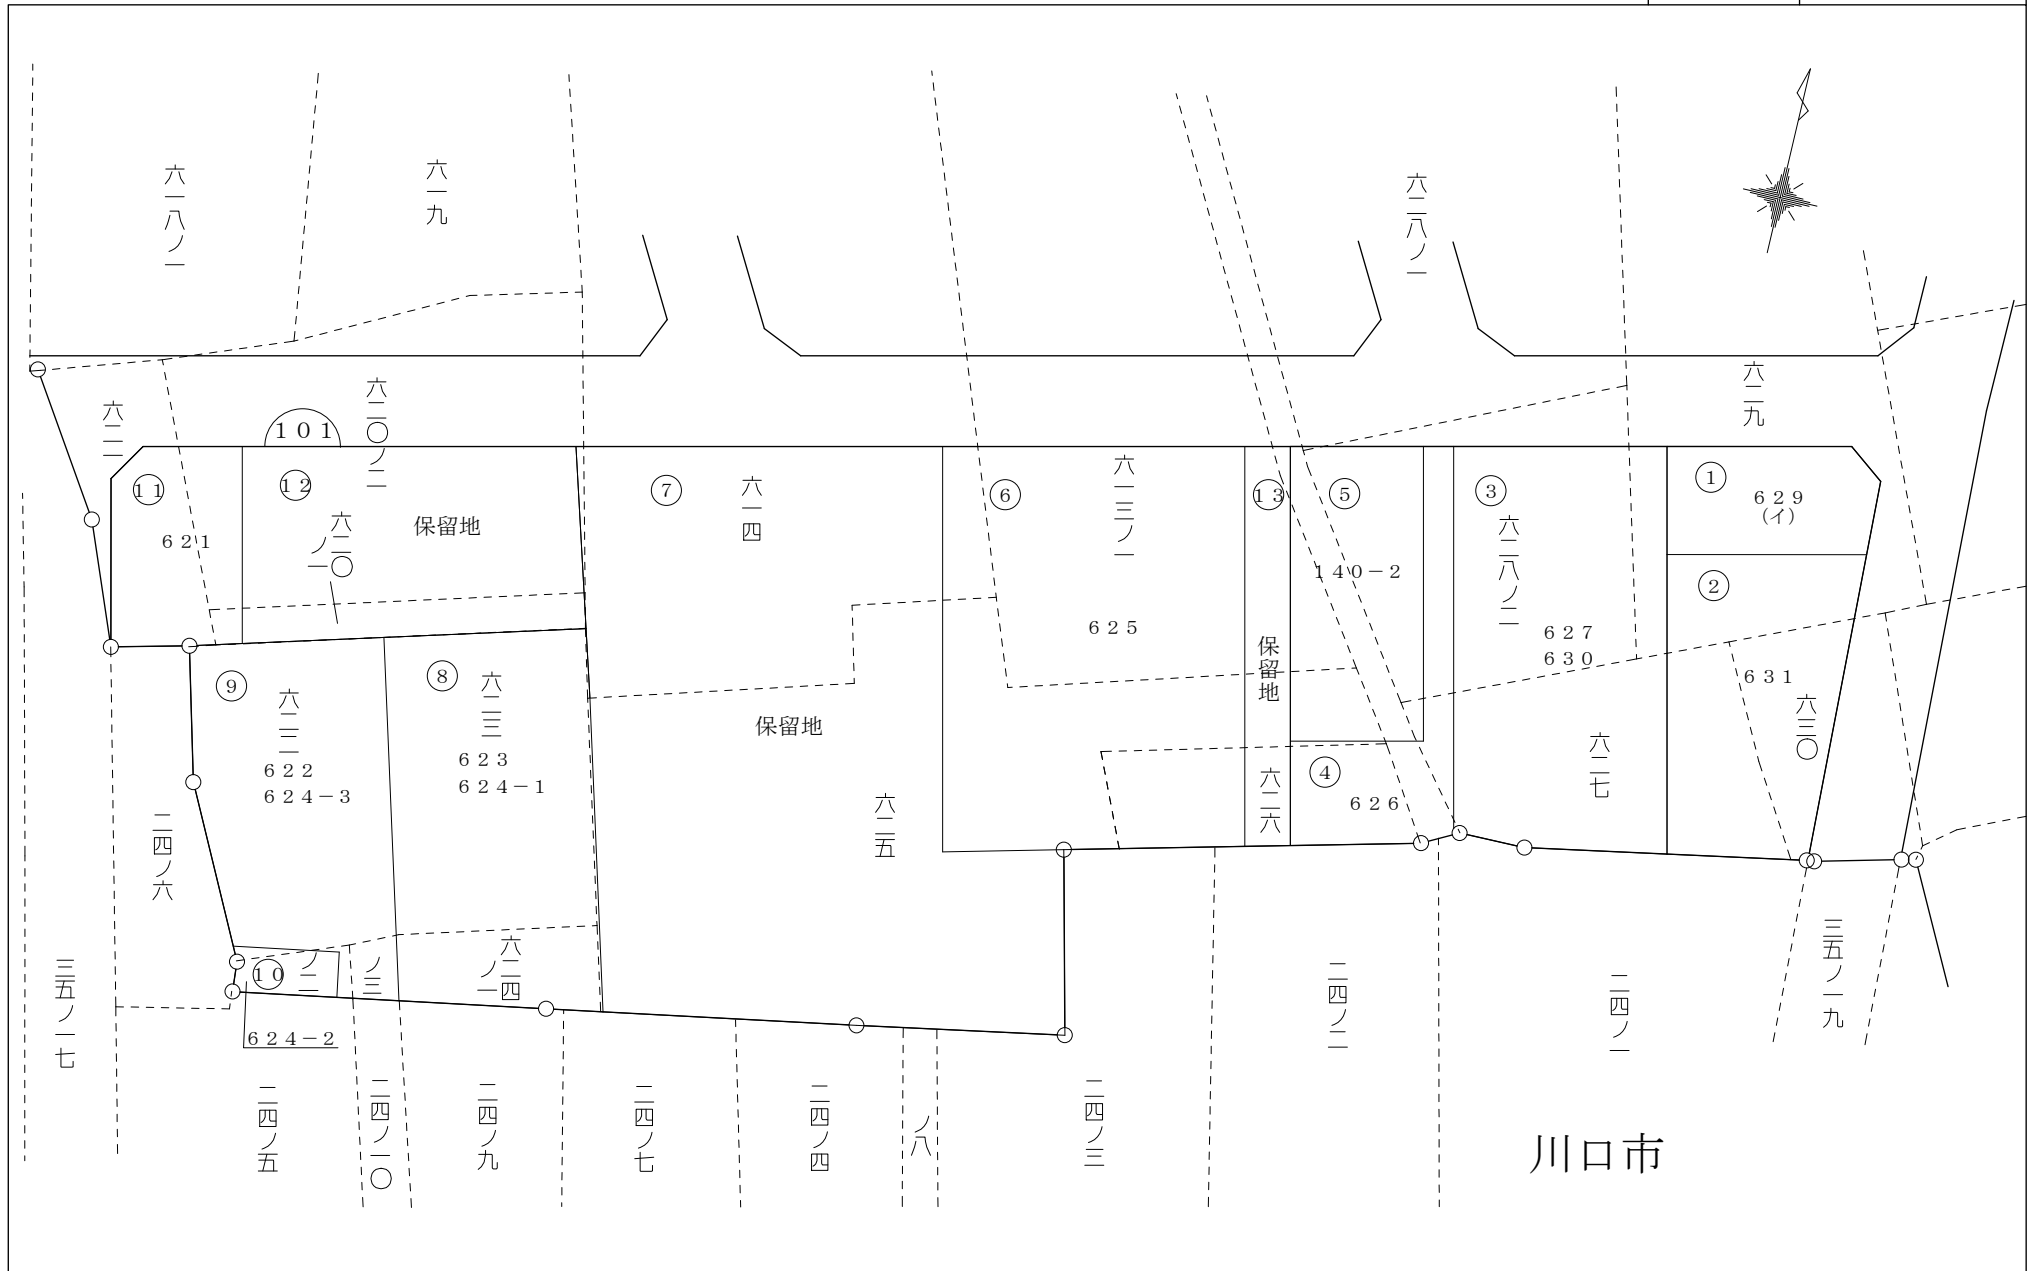 六一八ノ一
六一九
六二八ノ一
六二一
六二〇ノ二
六二九
101
11
621
12
六二〇
ノ一
保留地
7
六一四
6
六一三ノ一
625
13
保留地
六二六
5
140-2
3
六二八ノ二
627
630
1
629
(イ)
2
631
六三〇
9
六二二
622
624-3
8
六二三
623
624-1
保留地
六二五
4
626
六二七
二四ノ六
三五ノ一七
10
ノ二
ノ三
六二四
ノ一
624-2
二四ノ二
二四ノ一
三五ノ一九
二四ノ五
二四ノ一〇
二四ノ九
二四ノ七
二四ノ四
ノ八
二四ノ三
川口市